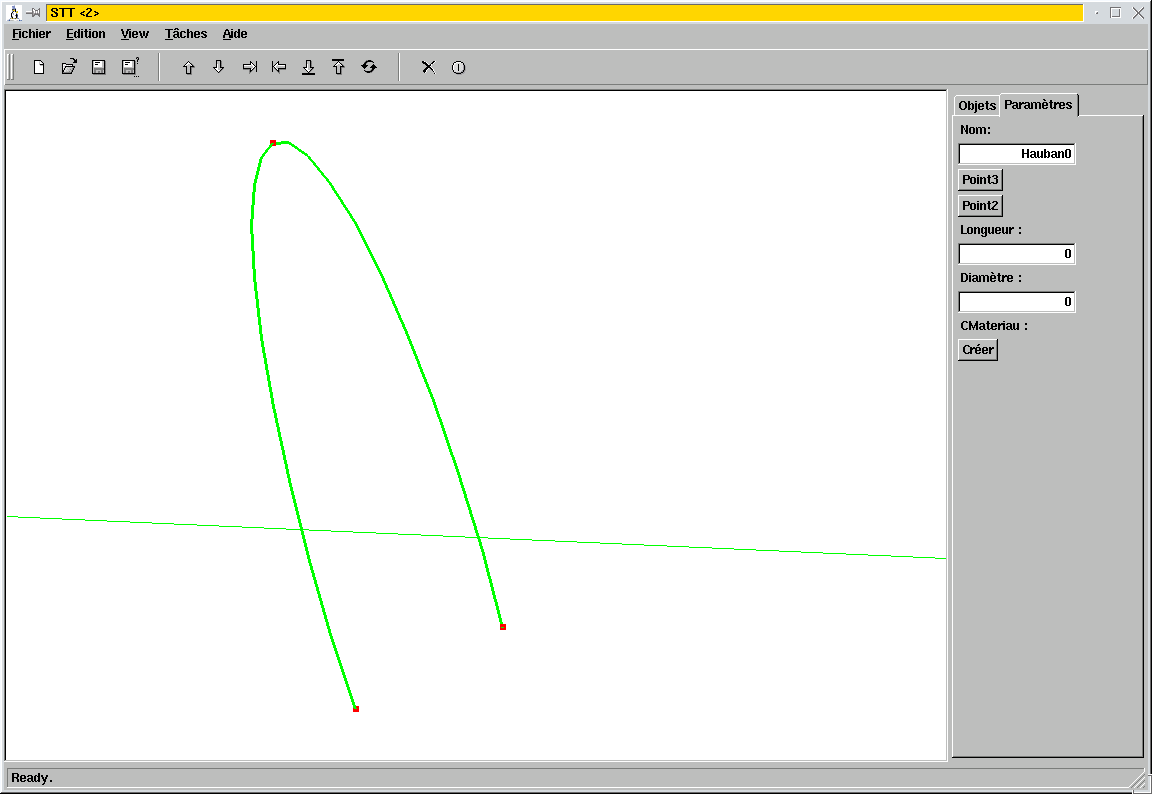 STT <2>
Fichier Edition View Tâches Aide
Objets Paramètres
Nom:
Hauban0
Point3
Point2
Longueur :
0
Diamètre :
0
CMateriau :
Créer
Ready.